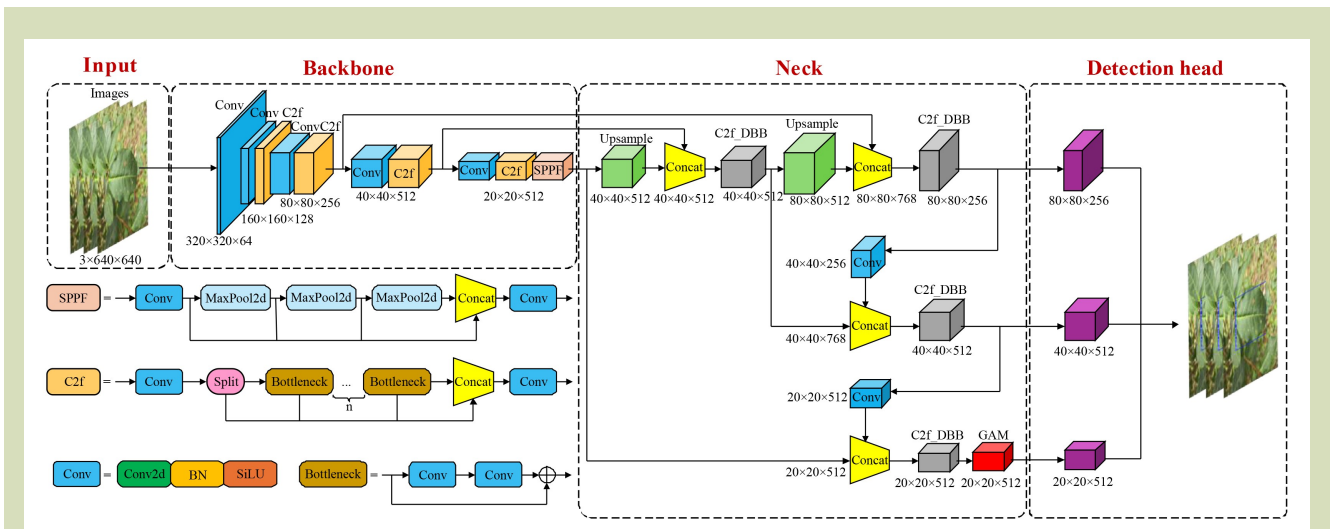 Input
Backbone
Neck
Detection head
Images
3×640×640
Conv
Conv C2f
ConvC2f
320×320×64
160×160×128
80×80×256
Conv
C2f
40×40×512
Conv
C2f
SPPF
20×20×512
Upsample
40×40×512
Concat
40×40×512
C2f_DBB
40×40×512
Upsample
80×80×512
Concat
80×80×768
C2f_DBB
80×80×256
80×80×256
40×40×256
Conv
40×40×768
Concat
C2f_DBB
40×40×512
40×40×512
20×20×512
Conv
20×20×512
Concat
C2f_DBB
20×20×512
GAM
20×20×512
20×20×512
SPPF = Conv MaxPool2d MaxPool2d MaxPool2d Concat Conv
C2f = Conv Split Bottleneck ... Bottleneck Concat Conv
n
Conv = Conv2d BN SiLU
Bottleneck = Conv Conv